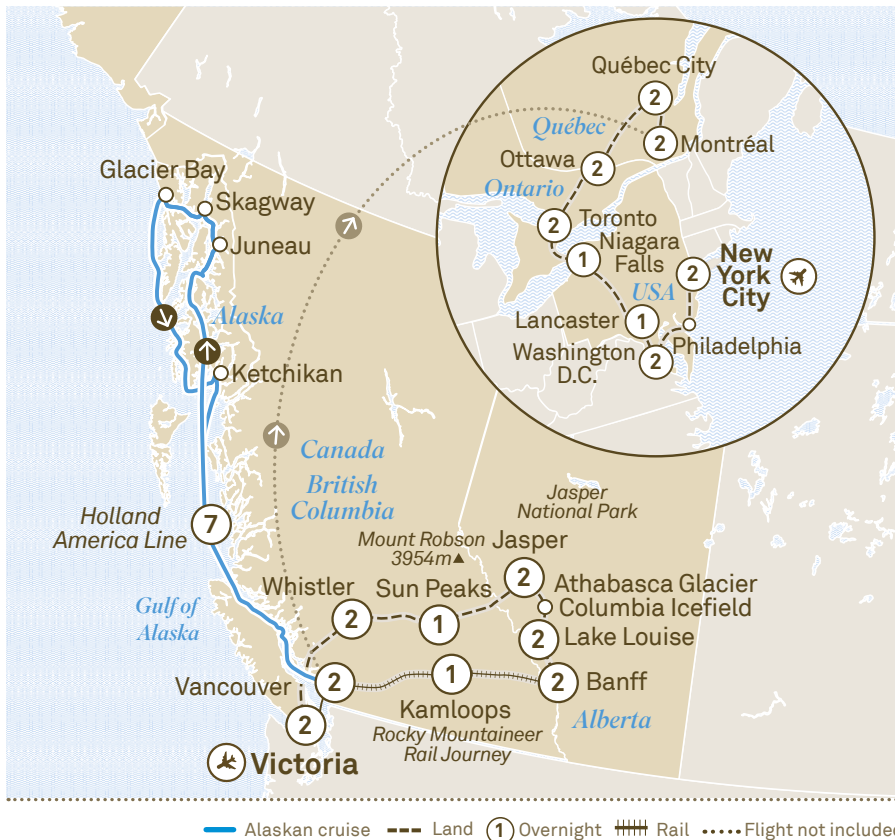 Québec City
2
Québec
2
Montréal
Ottawa
2
Ontario
Glacier Bay
Skagway
Juneau
2
Toronto
1
Niagara
Falls
2
New
York
City
USA
Alaska
Lancaster
1
Ketchikan
Washington
D.C.
2
Philadelphia
Canada
British
Columbia
Holland
America Line
7
Jasper
National Park
Mount Robson
3954m▲
Jasper
2
Athabasca Glacier
Columbia Icefield
Whistler
2
Sun Peaks
1
Gulf of
Alaska
2
Lake Louise
Vancouver
2
1
2
Banff
Kamloops
Rocky Mountaineer
Rail Journey
Alberta
2
Victoria
Alaskan cruise
Land
1 Overnight
Rail
Flight not included